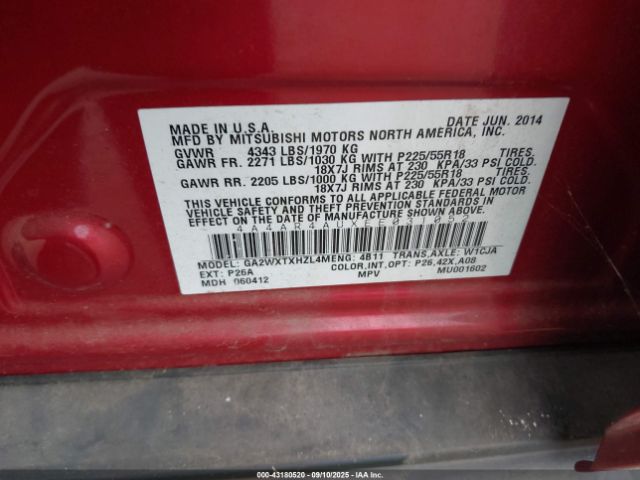 MADE IN U.S.A. DATE JUN. 2014
MFD BY MITSUBISHI MOTORS NORTH AMERICA, INC.
GVWR 4343 LBS/1970 KG
GAWR FR. 2271 LBS/1030 KG WITH P225/55R18 TIRES.
18X7J RIMS AT 230 KPA/33 PSI COLD.
GAWR RR. 2205 LBS/1000 KG WITH P225/55R18 TIRES.
18X7J RIMS AT 230 KPA/33 PSI COLD.
THIS VEHICLE CONFORMS TO ALL APPLICABLE FEDERAL MOTOR
VEHICLE SAFETY AND THEFT PREVENTION STANDARDS IN
EFFECT ON THE DATE OF MANUFACTURE SHOWN ABOVE.
MODEL: GA2WXTXHZL4M ENG: 4B11 TRANS,AXLE: W1CJA
EXT: P26A COLOR,INT,OPT: P26,42X,A08
MDH 060412 MPV MU001602
000-43180520 - 09/10/2025 - IAA Inc.